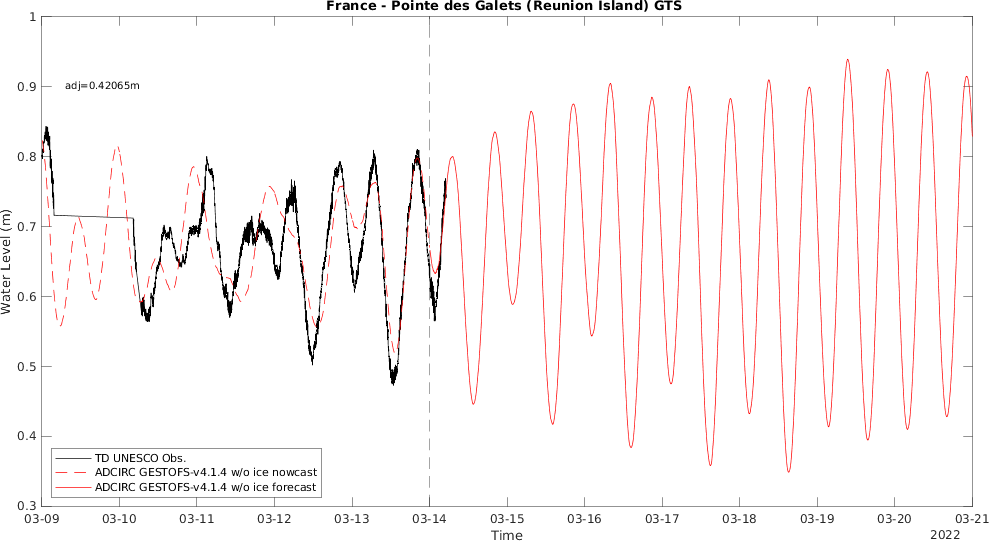 France - Pointe des Galets (Reunion Island) GTS
1
0.9
0.8
0.7
0.6
0.5
0.4
0.3
Water Level (m)
adj=0.42065m
TD UNESCO Obs.
ADCIRC GESTOFS-v4.1.4 w/o ice nowcast
ADCIRC GESTOFS-v4.1.4 w/o ice forecast
03-09 03-10 03-11 03-12 03-13 03-14 03-15 03-16 03-17 03-18 03-19 03-20 03-21
Time
2022